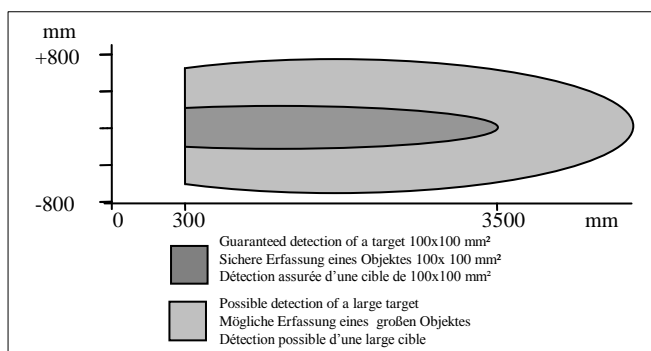 mm
+800
-800
0 300 3500 mm
Guaranteed detection of a target 100x100 mm²
Sichere Erfassung eines Objektes 100x 100 mm²
Détection assurée d'une cible de 100x100 mm²
Possible detection of a large target
Mögliche Erfassung eines  großen Objektes
Détection possible d'une large cible